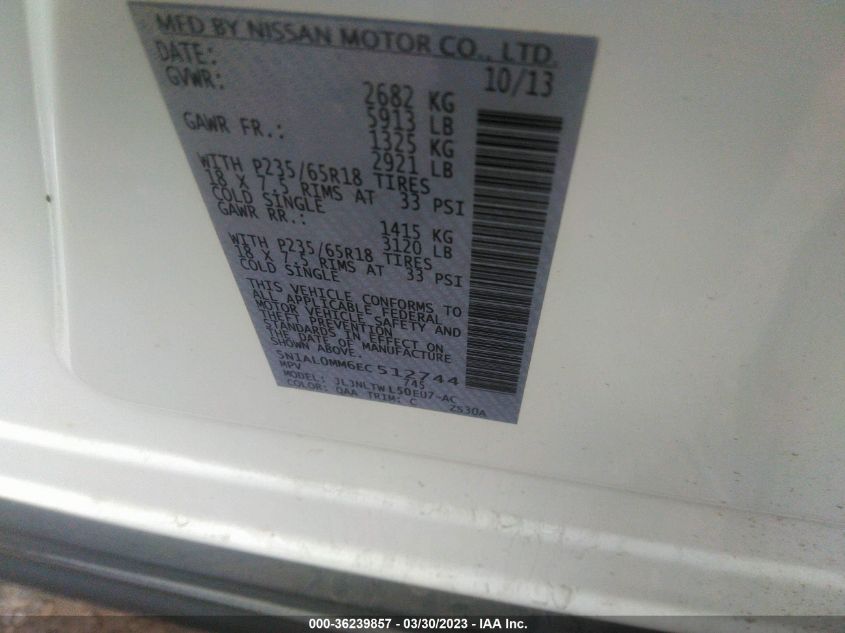 MFD BY NISSAN MOTOR CO., LTD.
DATE: 10/13
GVWR: 2682 KG
5913 LB
GAWR FR.: 1325 KG
2921 LB
WITH P235/65R18 TIRES
18 X 7.5 RIMS AT 33 PSI
COLD SINGLE
GAWR RR.: 1415 KG
3120 LB
WITH P235/65R18 TIRES
18 X 7.5 RIMS AT 33 PSI
COLD SINGLE
THIS VEHICLE CONFORMS TO
ALL APPLICABLE FEDERAL
MOTOR VEHICLE SAFETY AND
THEFT PREVENTION
STANDARDS IN EFFECT ON
THE DATE OF MANUFACTURE
SHOWN ABOVE.
5N1AL0MM6EC512744
MPV 745
MODEL: JLJNLTWL50EU7-AC
COLOR: QAA TRIM: C ZS30A
000-36239857 - 03/30/2023 - IAA Inc.